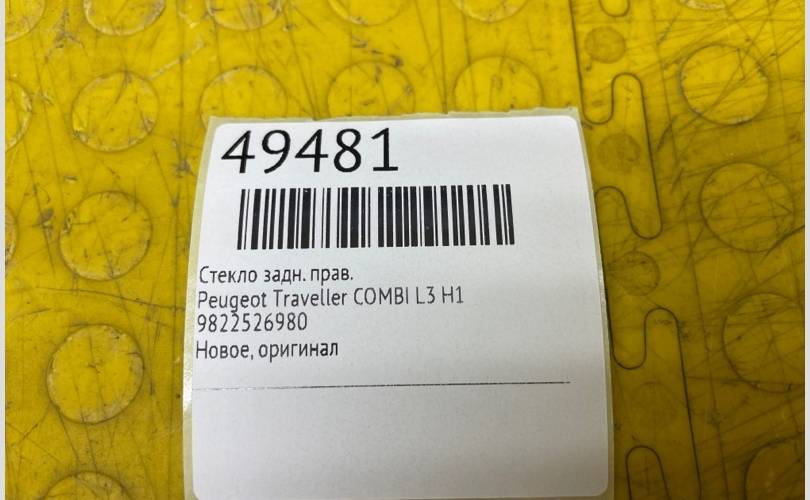 49481
Стекло задн. прав.
Peugeot Traveller COMBI L3 H1
9822526980
Новое, оригинал